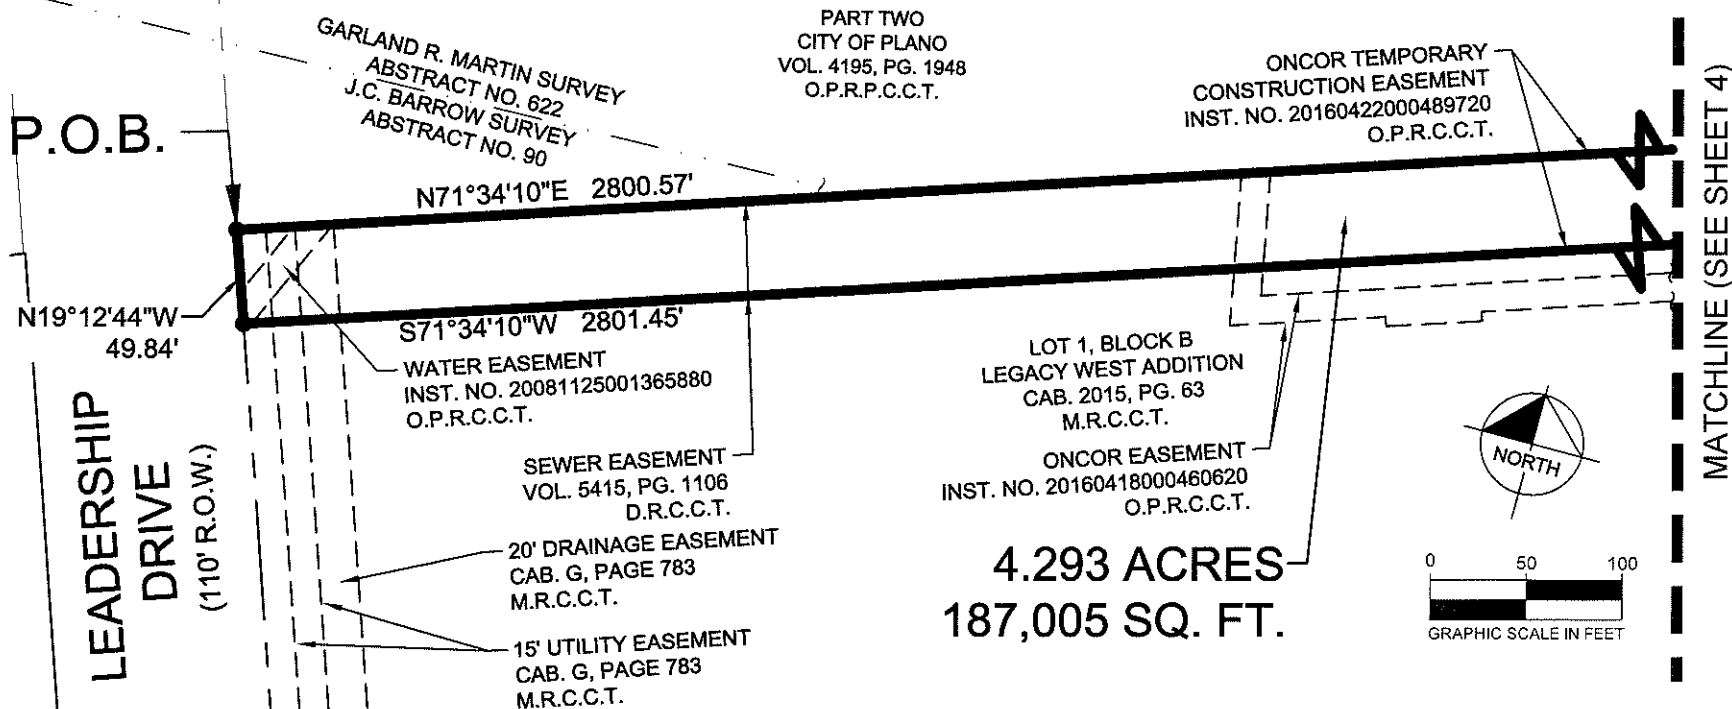 PART TWO
CITY OF PLANO
VOL. 4195, PG. 1948
O.P.R.P.C.C.T.
GARLAND R. MARTIN SURVEY
ABSTRACT NO. 622
J.C. BARROW SURVEY
ABSTRACT NO. 90
ONCOR TEMPORARY
CONSTRUCTION EASEMENT
INST. NO. 20160422000489720
O.P.R.C.C.T.
MATCHLINE (SEE SHEET 4)
P.O.B.
N71°34'10"E 2800.57'
N19°12'44"W
49.84'
S71°34'10"W 2801.45'
WATER EASEMENT
INST. NO. 20081125001365880
O.P.R.C.C.T.
LOT 1, BLOCK B
LEGACY WEST ADDITION
CAB. 2015, PG. 63
M.R.C.C.T.
LEADERSHIP
DRIVE
(110' R.O.W.)
SEWER EASEMENT
VOL. 5415, PG. 1106
D.R.C.C.T.
ONCOR EASEMENT
INST. NO. 20160418000460620
O.P.R.C.C.T.
NORTH
20' DRAINAGE EASEMENT
CAB. G, PAGE 783
M.R.C.C.T.
4.293 ACRES
187,005 SQ. FT.
0 50 100
GRAPHIC SCALE IN FEET
15' UTILITY EASEMENT
CAB. G, PAGE 783
M.R.C.C.T.